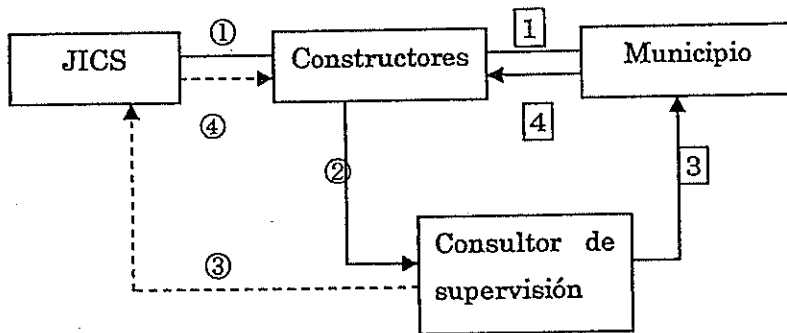 ① 1
JICS Constructores Municipio
④ 4
② 3
Consultor de
supervisión
③